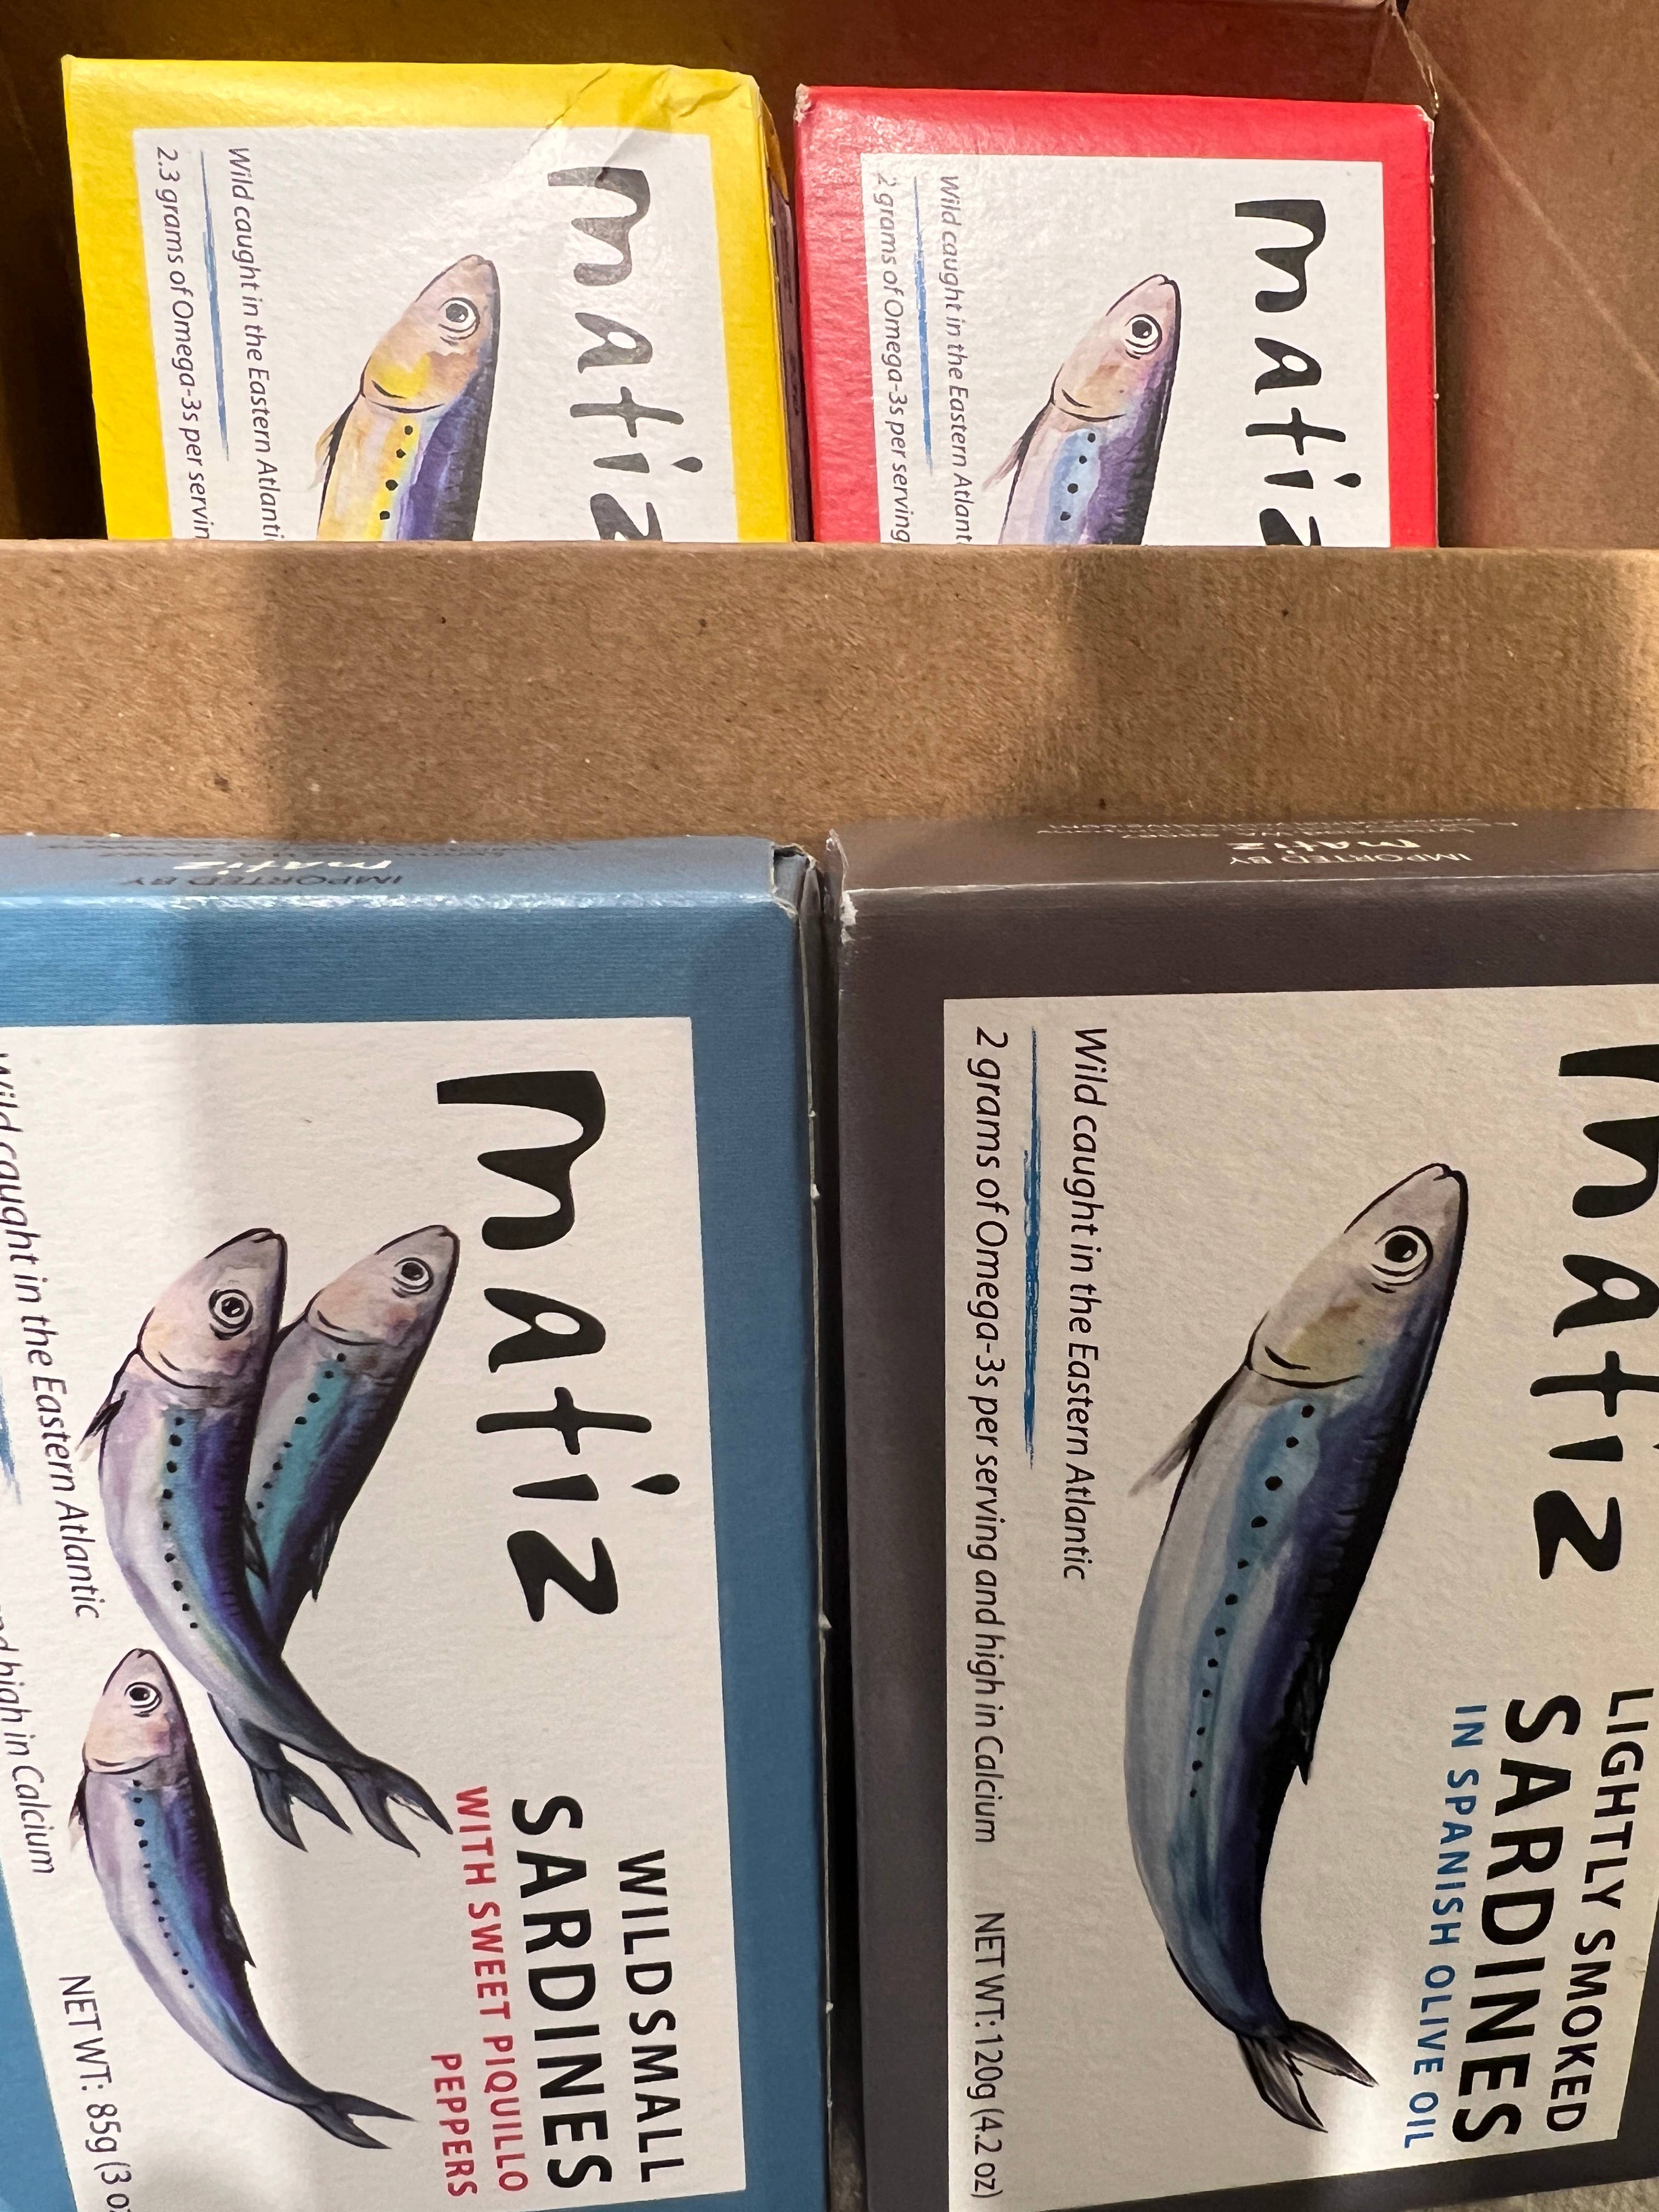 matiz
Wild caught in the Eastern Atlanti
2.3 grams of Omega-3s per servin
matiz
Wild caught in the Eastern Atlant
2 grams of Omega-3s per serving
IMPORTED BY
matiz
matiz
WILD SMALL
SARDINES
WITH SWEET PIQUILLO
PEPPERS
Wild caught in the Eastern Atlantic
high in Calcium
NET WT: 85g (3 oz
IMPORTED BY
matiz
matiz
LIGHTLY SMOKED
SARDINES
IN SPANISH OLIVE OIL
Wild caught in the Eastern Atlantic
2 grams of Omega-3s per serving and high in Calcium
NET WT: 120g (4.2 oz)